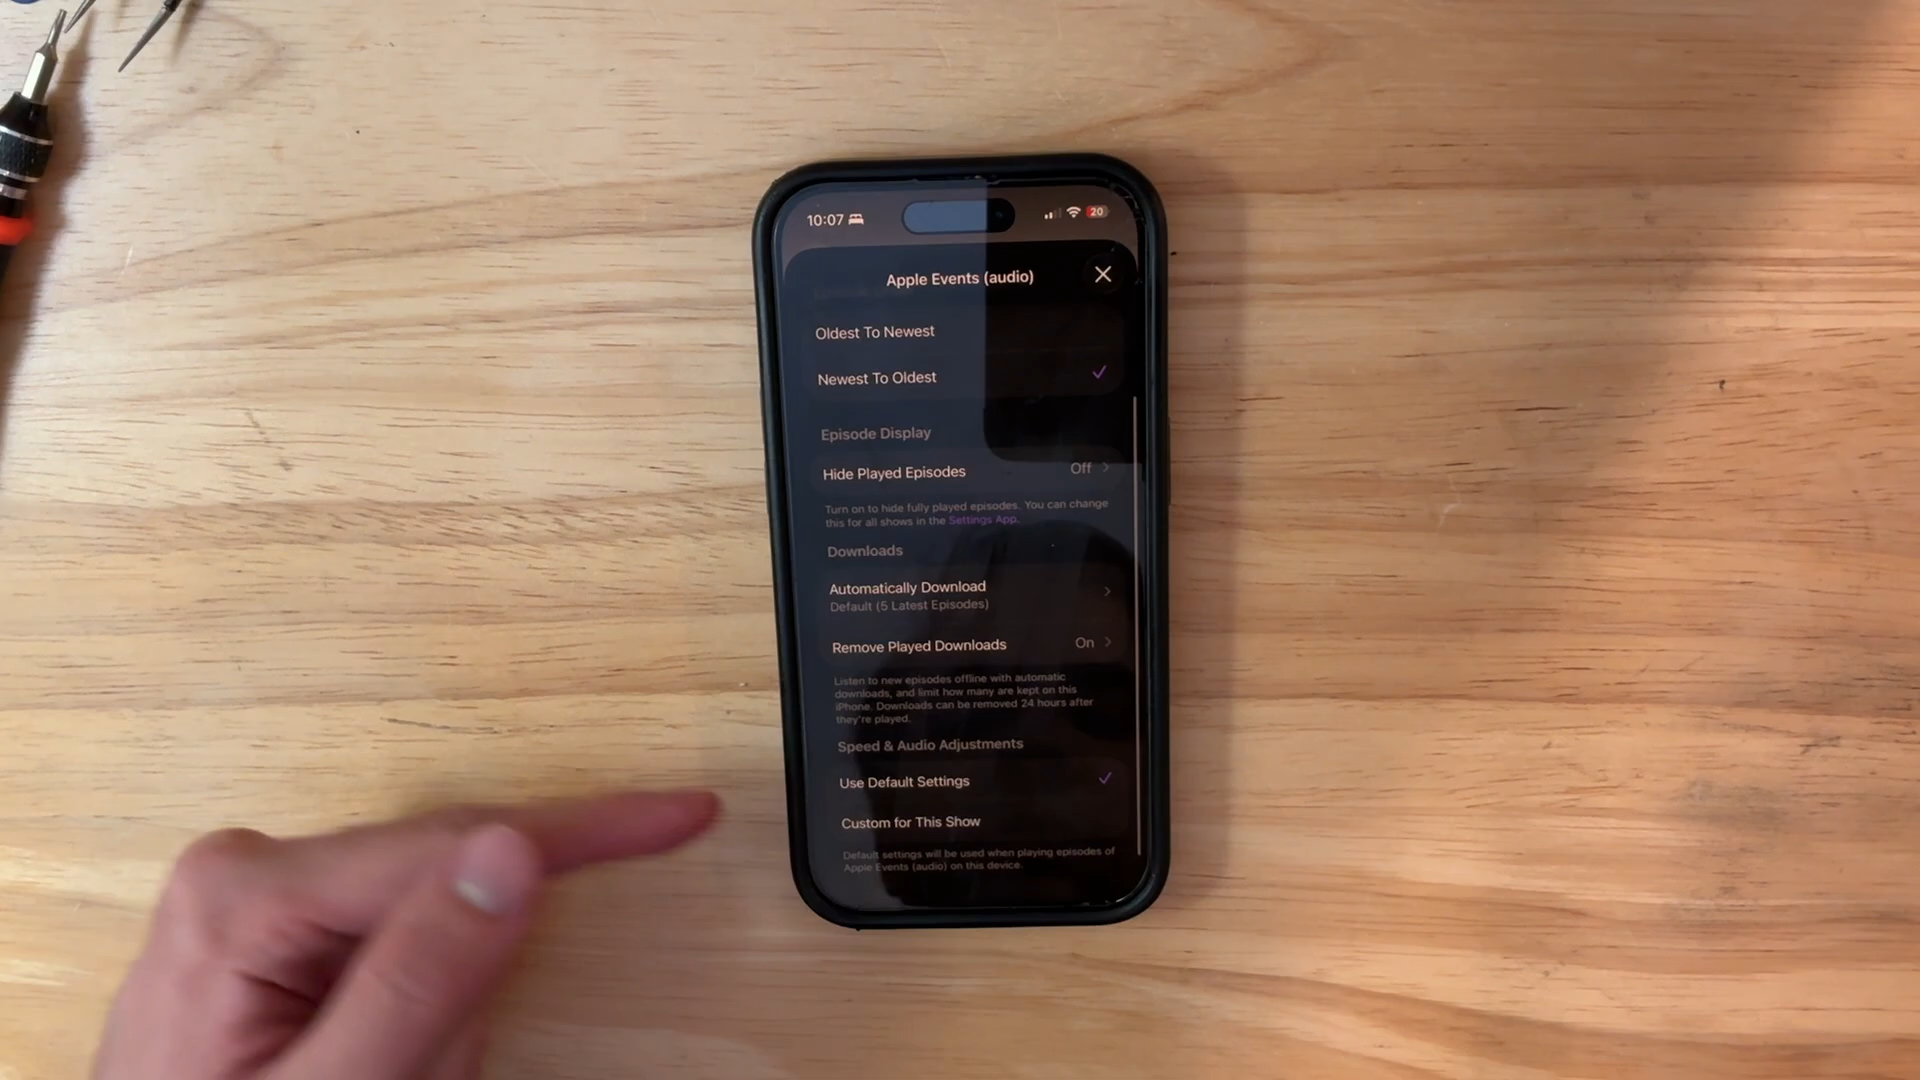 10:07
20
Apple Events (audio)
Oldest To Newest
Newest To Oldest
Episode Display
Hide Played Episodes Off
Turn on to hide fully played episodes. You can change
this for all shows in the Settings App.
Downloads
Automatically Download
Default (5 Latest Episodes)
Remove Played Downloads On
Listen to new episodes offline with automatic
downloads, and limit how many are kept on this
iPhone. Downloads can be removed 24 hours after
they're played.
Speed & Audio Adjustments
Use Default Settings
Custom for This Show
Default settings will be used when playing episodes of
Apple Events (audio) on this device.